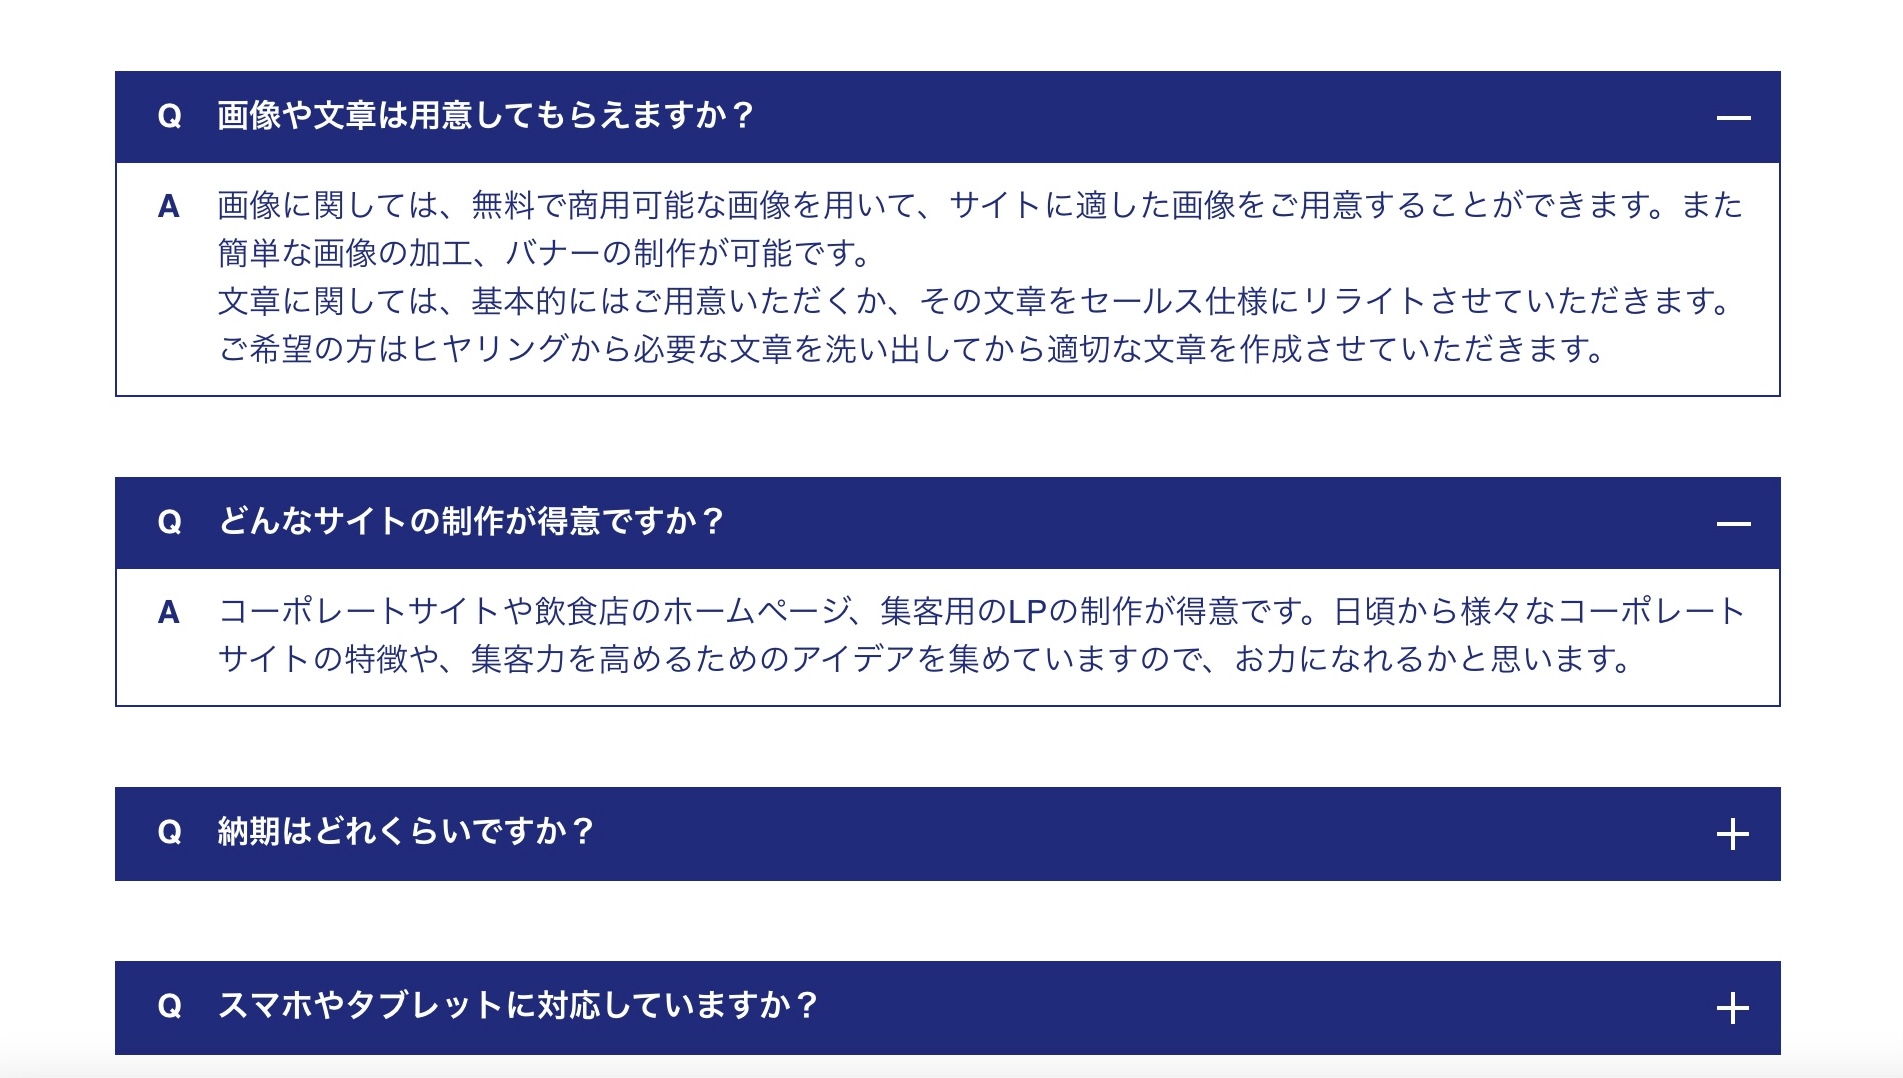 Q 画像や文章は用意してもらえますか？
A 画像に関しては、無料で商用可能な画像を用いて、サイトに適した画像をご用意することができます。また
簡単な画像の加工、バナーの制作が可能です。
文章に関しては、基本的にはご用意いただくか、その文章をセールス仕様にリライトさせていただきます。
ご希望の方はヒヤリングから必要な文章を洗い出してから適切な文章を作成させていただきます。
Q どんなサイトの制作が得意ですか？
A コーポレートサイトや飲食店のホームページ、集客用のLPの制作が得意です。日頃から様々なコーポレート
サイトの特徴や、集客力を高めるためのアイデアを集めていますので、お力になれるかと思います。
Q 納期はどれくらいですか？
Q スマホやタブレットに対応していますか？